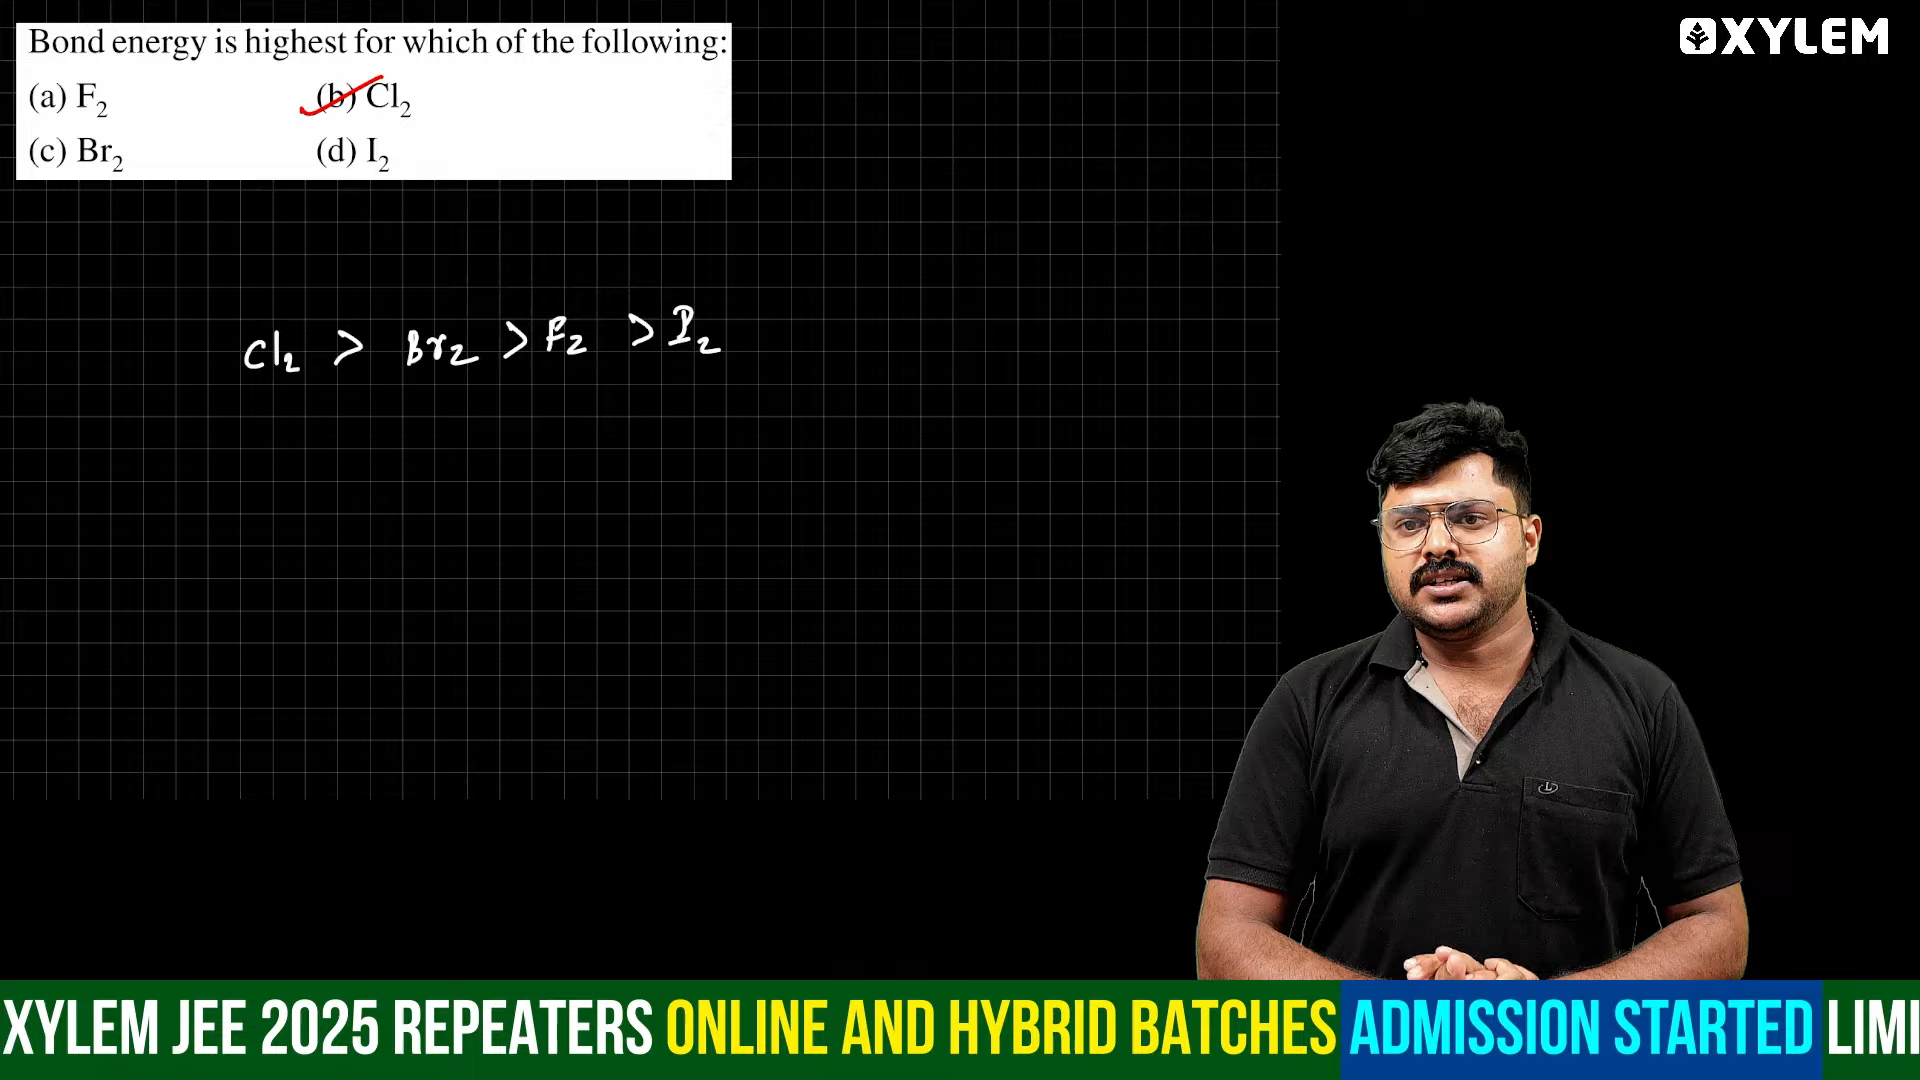 Bond energy is highest for which of the following:
(a) F₂ (b) Cl₂
(c) Br₂ (d) I₂
XYLEM
Cl₂ > Br₂ > F₂ > I₂
XYLEM JEE 2025 REPEATERS ONLINE AND HYBRID BATCHES ADMISSION STARTED LIMI